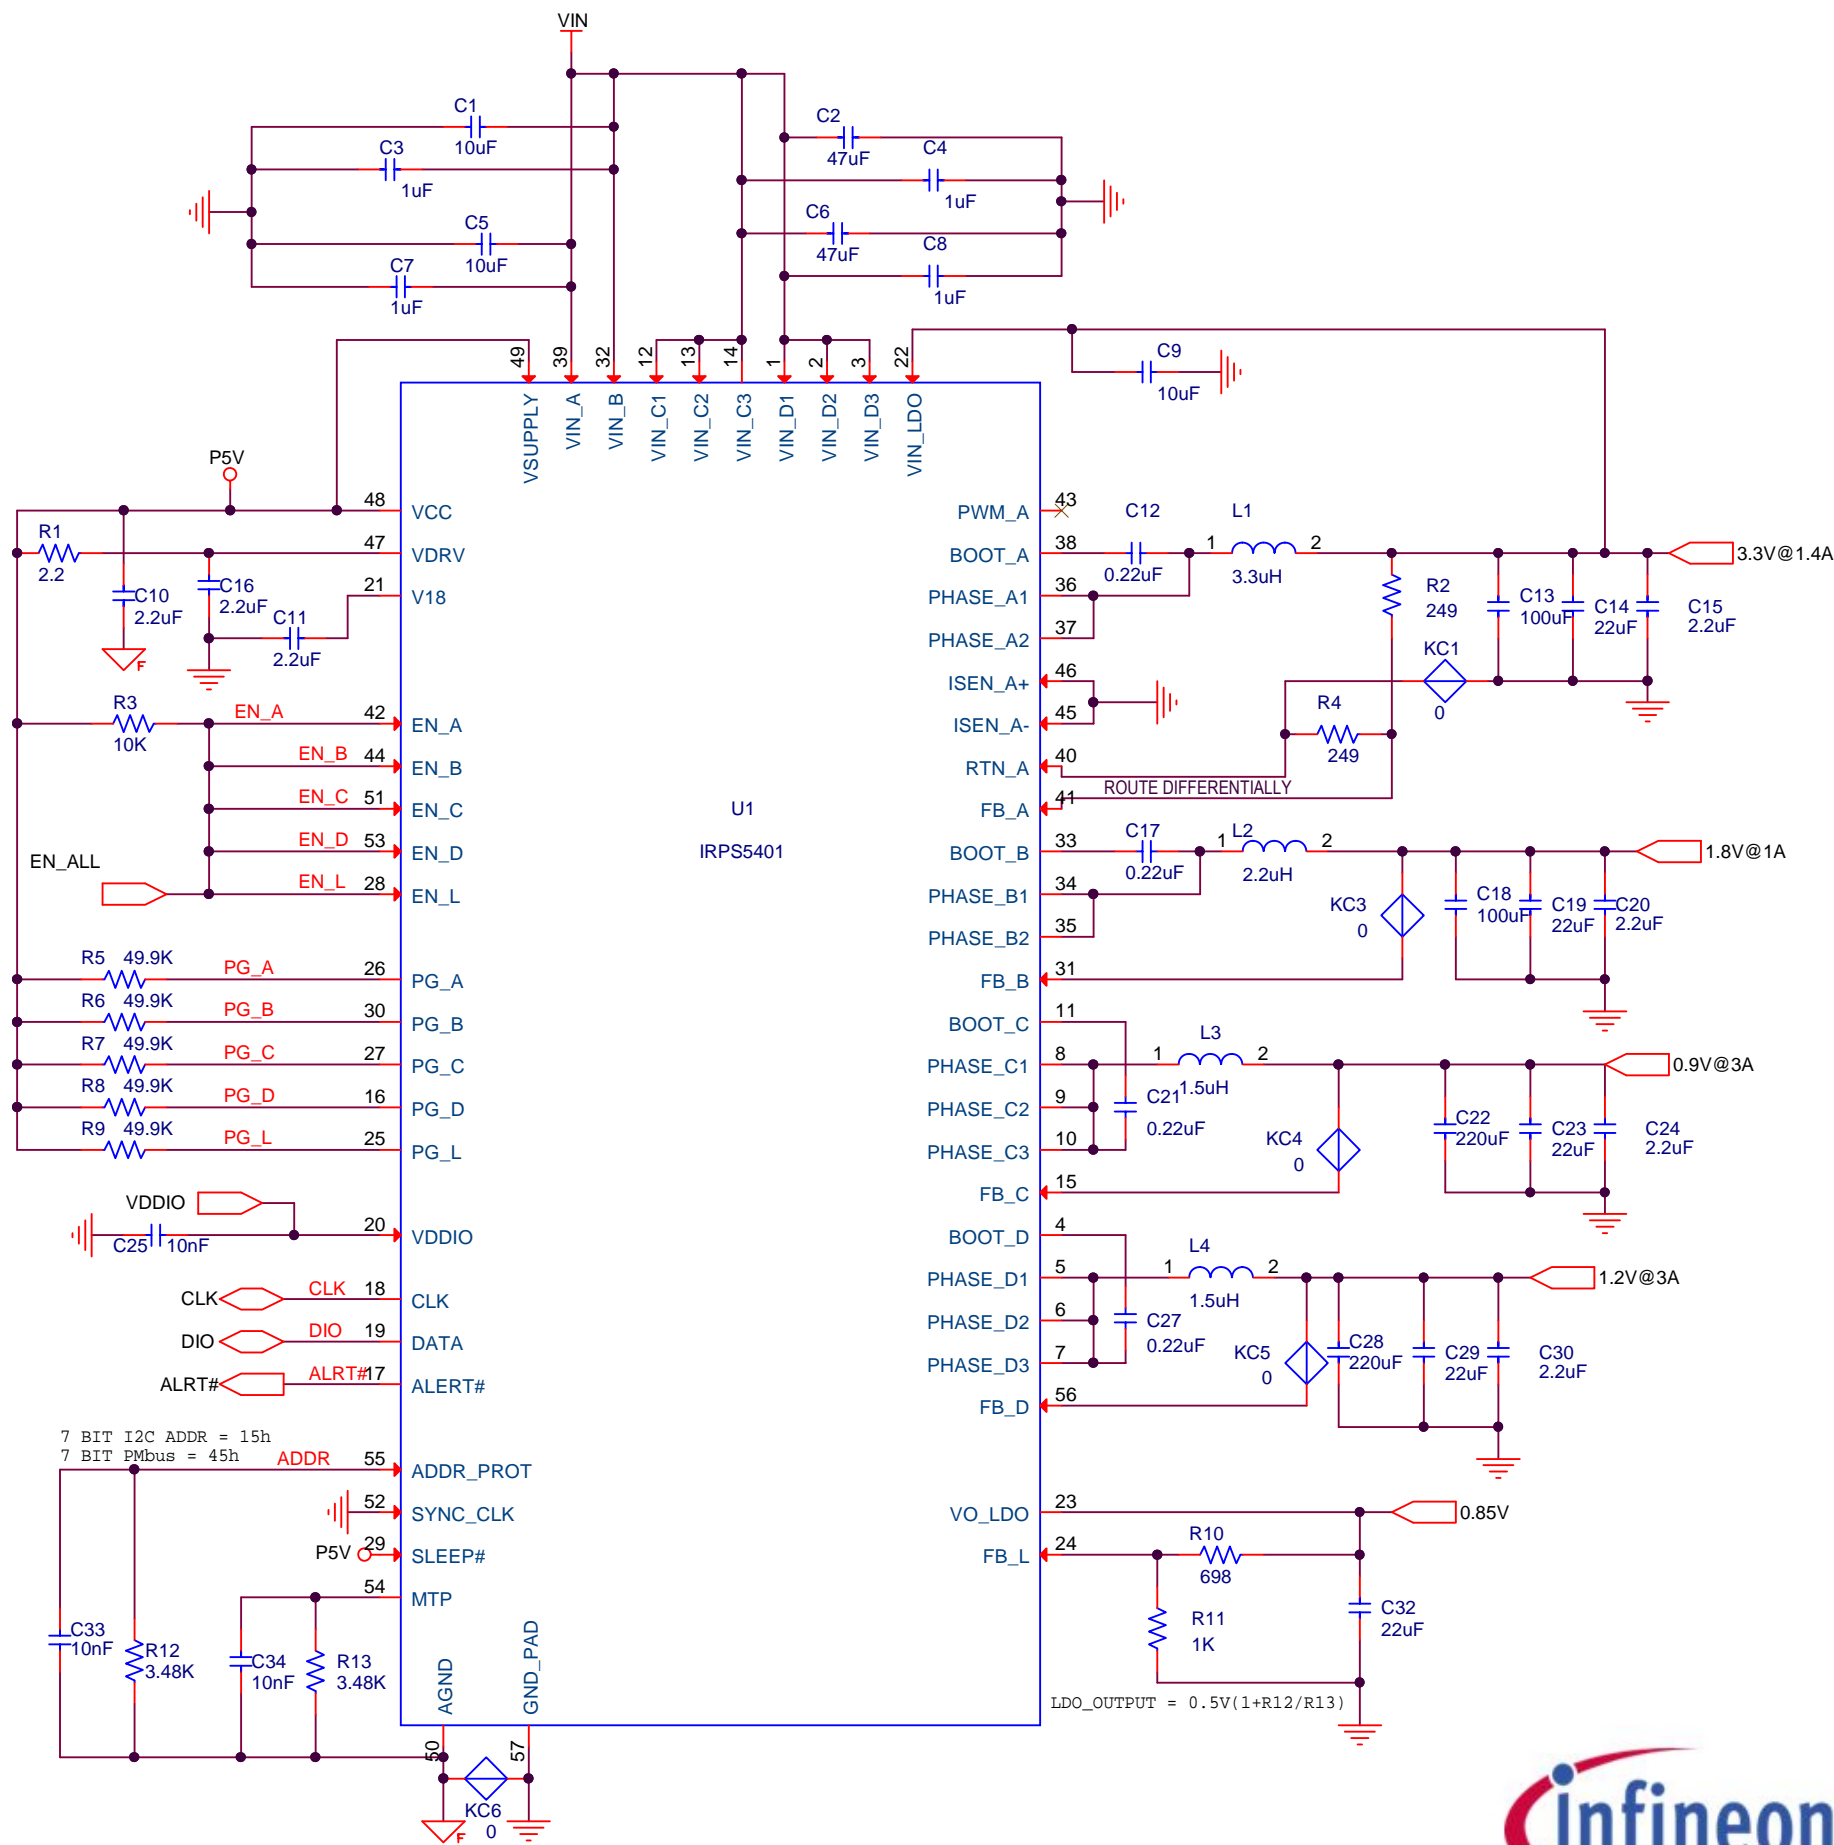 VIN
C1
10uF
C3
1uF
C5
10uF
C7
1uF
C2
47uF
C4
1uF
C6
47uF
C8
1uF
C9
10uF
49
39
32
12
13
14
1
2
3
22
VSUPPLY
VIN_A
VIN_B
VIN_C1
VIN_C2
VIN_C3
VIN_D1
VIN_D2
VIN_D3
VIN_LDO
P5V
48
VCC
R1
2.2
47
VDRV
C10
2.2uF
C16
2.2uF
21
V18
C11
2.2uF
F
R3
10K
EN_A
42
EN_A
EN_B
44
EN_B
EN_C
51
EN_C
EN_D
53
EN_D
EN_ALL
EN_L
28
EN_L
R5 49.9K
PG_A
26
PG_A
R6 49.9K
PG_B
30
PG_B
R7 49.9K
PG_C
27
PG_C
R8 49.9K
PG_D
16
PG_D
R9 49.9K
PG_L
25
PG_L
VDDIO
20
VDDIO
C25 10nF
CLK
CLK
18
CLK
DIO
DIO
19
DATA
ALRT#
ALRT#
17
ALERT#
7 BIT I2C ADDR = 15h
7 BIT PMbus = 45h
ADDR
55
ADDR_PROT
52
SYNC_CLK
P5V
29
SLEEP#
54
MTP
C33
10nF
R12
3.48K
C34
10nF
R13
3.48K
AGND
GND_PAD
50
57
KC6
0
F
U1
IRPS5401
PWM_A
43
BOOT_A
38
C12
0.22uF
1
L1
2
3.3uH
3.3V@1.4A
PHASE_A1
36
PHASE_A2
37
R2
249
C13
100uF
C14
22uF
C15
2.2uF
KC1
0
ISEN_A+
46
ISEN_A-
45
R4
249
RTN_A
40
ROUTE DIFFERENTIALLY
FB_A
41
BOOT_B
33
C17
0.22uF
1
L2
2
2.2uH
1.8V@1A
PHASE_B1
34
PHASE_B2
35
KC3
0
C18
100uF
C19
22uF
C20
2.2uF
FB_B
31
BOOT_C
11
PHASE_C1
8
1
L3
2
1.5uH
0.9V@3A
PHASE_C2
9
C21
0.22uF
PHASE_C3
10
KC4
0
C22
220uF
C23
22uF
C24
2.2uF
FB_C
15
BOOT_D
4
PHASE_D1
5
1
L4
2
1.5uH
1.2V@3A
PHASE_D2
6
C27
0.22uF
PHASE_D3
7
KC5
0
C28
220uF
C29
22uF
C30
2.2uF
FB_D
56
VO_LDO
23
0.85V
FB_L
24
R10
698
R11
1K
C32
22uF
LDO_OUTPUT = 0.5V(1+R12/R13)
infineon